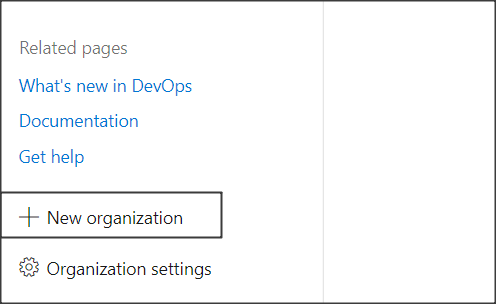 Related pages
What's new in DevOps
Documentation
Get help
New organization
Organization settings